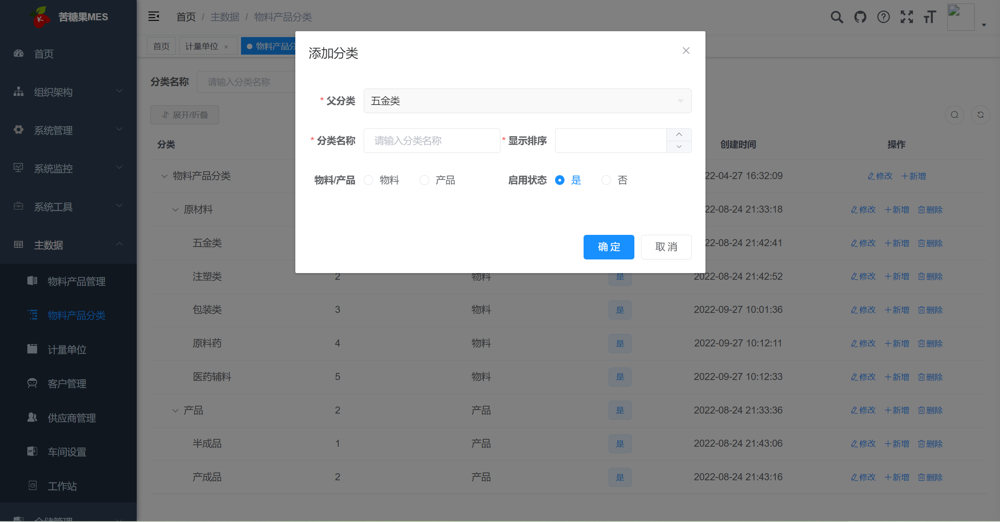 苦糖果MES
首页 / 主数据 / 物料产品分类
首页
计量单位 ×
物料产品分
首页
组织架构
系统管理
系统监控
系统工具
主数据
物料产品管理
物料产品分类
计量单位
客户管理
供应商管理
车间设置
工作站
仓储管理
分类名称 请输入分类名称
展开/折叠
分类 创建时间 操作
物料产品分类 22-04-27 16:32:09 修改 新增
原材料 22-08-24 21:33:18 修改 新增 删除
五金类 22-08-24 21:42:41 修改 新增 删除
注塑类 2 物料 是 2022-08-24 21:42:52 修改 新增 删除
包装类 3 物料 是 2022-09-27 10:01:36 修改 新增 删除
原料药 4 物料 是 2022-09-27 10:12:11 修改 新增 删除
医药辅料 5 物料 是 2022-09-27 10:12:33 修改 新增 删除
产品 2 产品 是 2022-08-24 21:33:36 修改 新增 删除
半成品 1 产品 是 2022-08-24 21:43:06 修改 新增 删除
产成品 2 产品 是 2022-08-24 21:43:16 修改 新增 删除
添加分类
* 父分类 五金类
* 分类名称 请输入分类名称 * 显示排序
物料/产品 物料 产品 启用状态 是 否
确 定 取 消